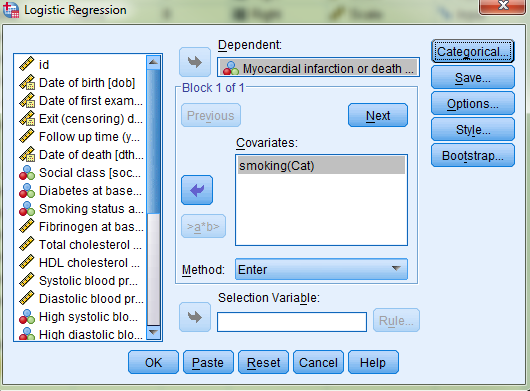 Logistic Regression
id
Date of birth [dob]
Date of first exam...
Exit (censoring) d...
Follow up time (y...
Date of death [dth...
Social class [soc...
Diabetes at base...
Smoking status a...
Fibrinogen at bas...
Total cholesterol ...
HDL cholesterol ...
Systolic blood pr...
Diastolic blood pr...
High systolic blo...
High diastolic blo...
Dependent:
Myocardial infarction or death ...
Block 1 of 1
Previous
Next
Covariates:
smoking(Cat)
>a*b>
Method:
Enter
Selection Variable:
Rule...
Categorical...
Save...
Options...
Style...
Bootstrap...
OK
Paste
Reset
Cancel
Help